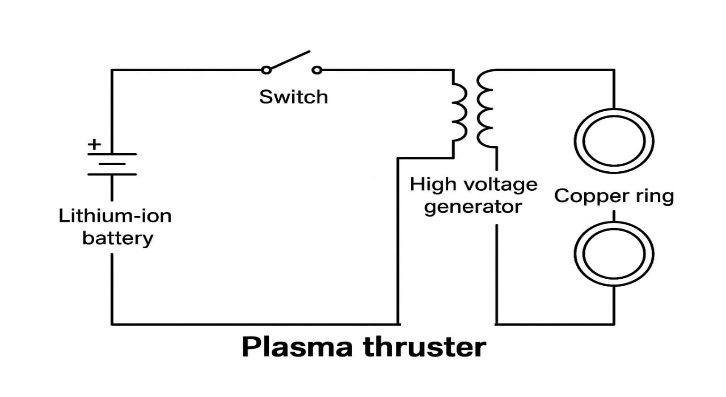 Switch
+
Lithium-ion
battery
High voltage
generator
Copper ring
Plasma thruster